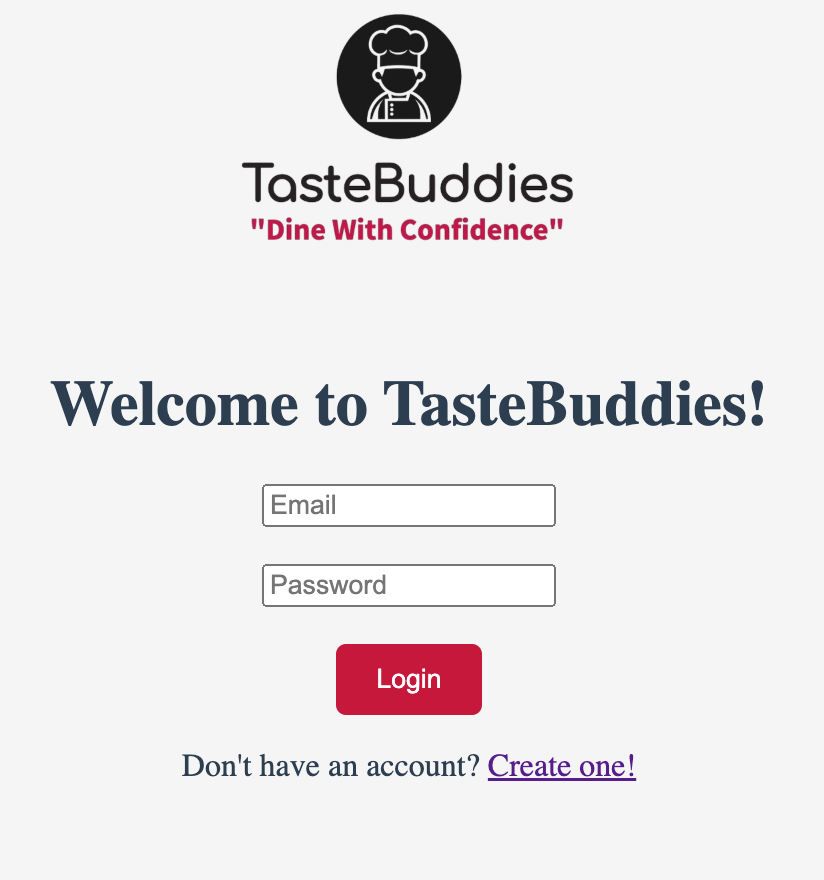 TasteBuddies
"Dine With Confidence"
Welcome to TasteBuddies!
Email
Password
Login
Don't have an account? Create one!